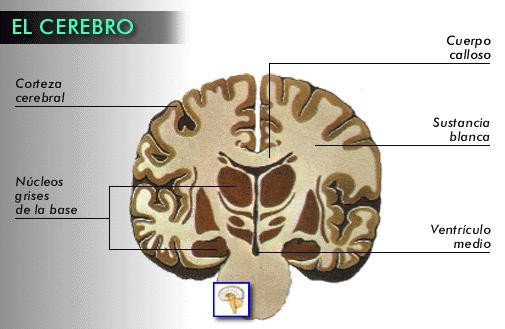 EL CEREBRO
Cuerpo
calloso
Corteza
cerebral
Sustancia
blanca
Núcleos
grises
de la base
Ventrículo
medio